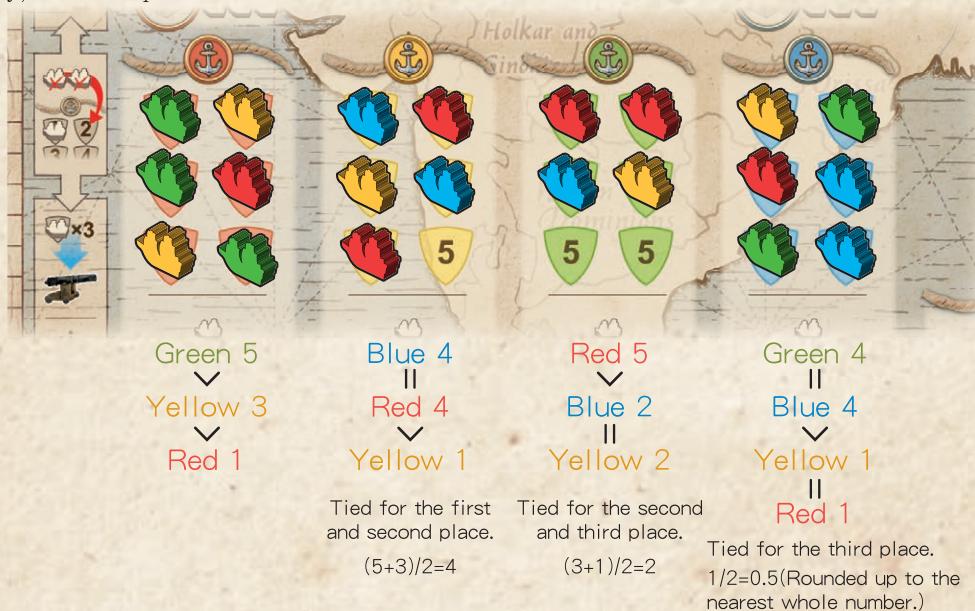 Holkar and
2
×3
5
5 5
Green 5
Yellow 3
Red 1
Blue 4
Red 4
Yellow 1
Tied for the first
and second place.
(5+3)/2=4
Red 5
Blue 2
Yellow 2
Tied for the second
and third place.
(3+1)/2=2
Green 4
Blue 4
Yellow 1
Red 1
Tied for the third place.
1/2=0.5(Rounded up to the
nearest whole number.)